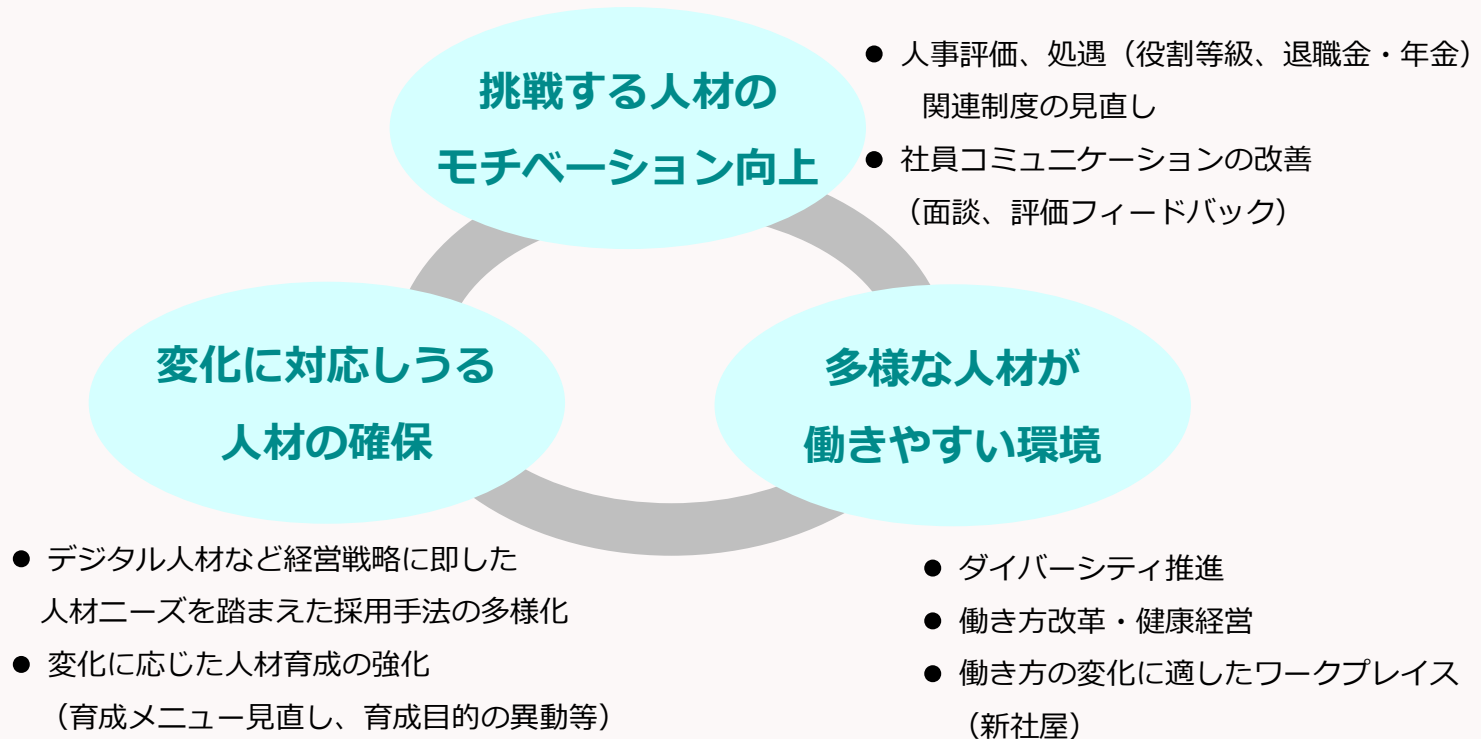 挑戦する人材の
モチベーション向上
● 人事評価、処遇（役割等級、退職金・年金）
関連制度の見直し
● 社員コミュニケーションの改善
（面談、評価フィードバック）
変化に対応しうる
人材の確保
多様な人材が
働きやすい環境
● デジタル人材など経営戦略に即した
人材ニーズを踏まえた採用手法の多様化
● 変化に応じた人材育成の強化
（育成メニュー見直し、育成目的の異動等）
● ダイバーシティ推進
● 働き方改革・健康経営
● 働き方の変化に適したワークプレイス
（新社屋）